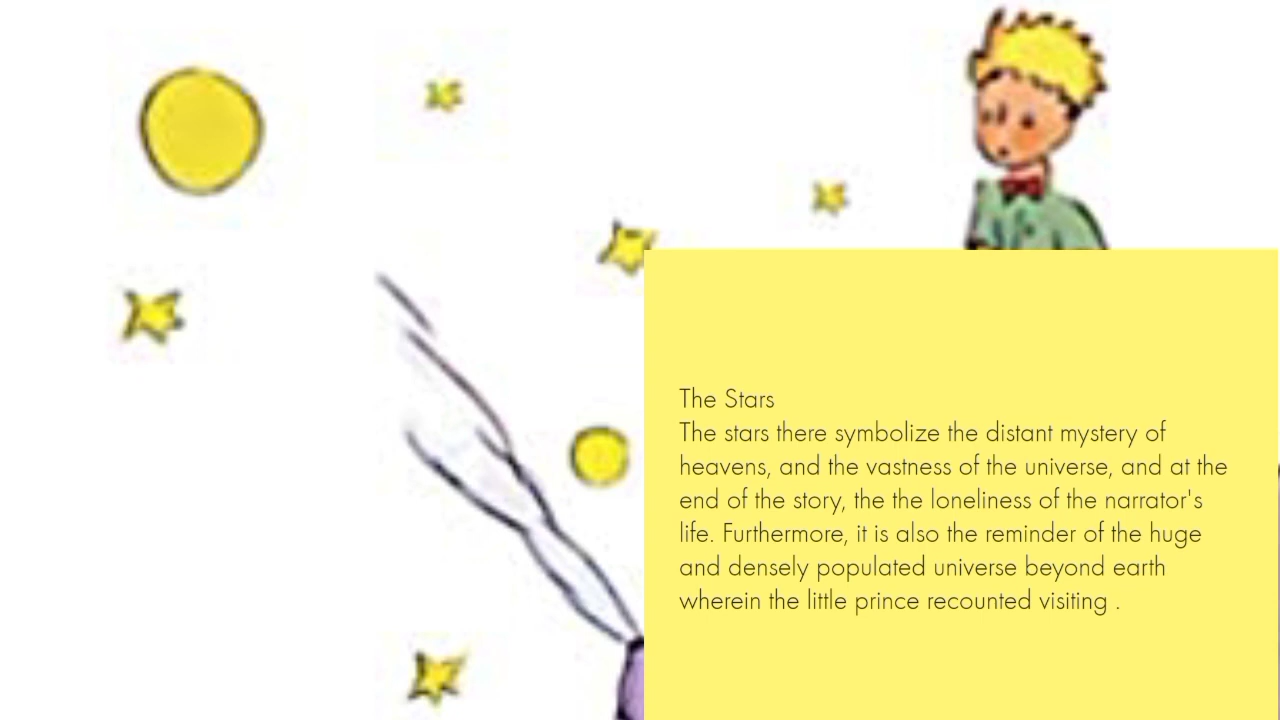 The Stars
The stars there symbolize the distant mystery of
heavens, and the vastness of the universe, and at the
end of the story, the the loneliness of the narrator's
life. Furthermore, it is also the reminder of the huge
and densely populated universe beyond earth
wherein the little prince recounted visiting .